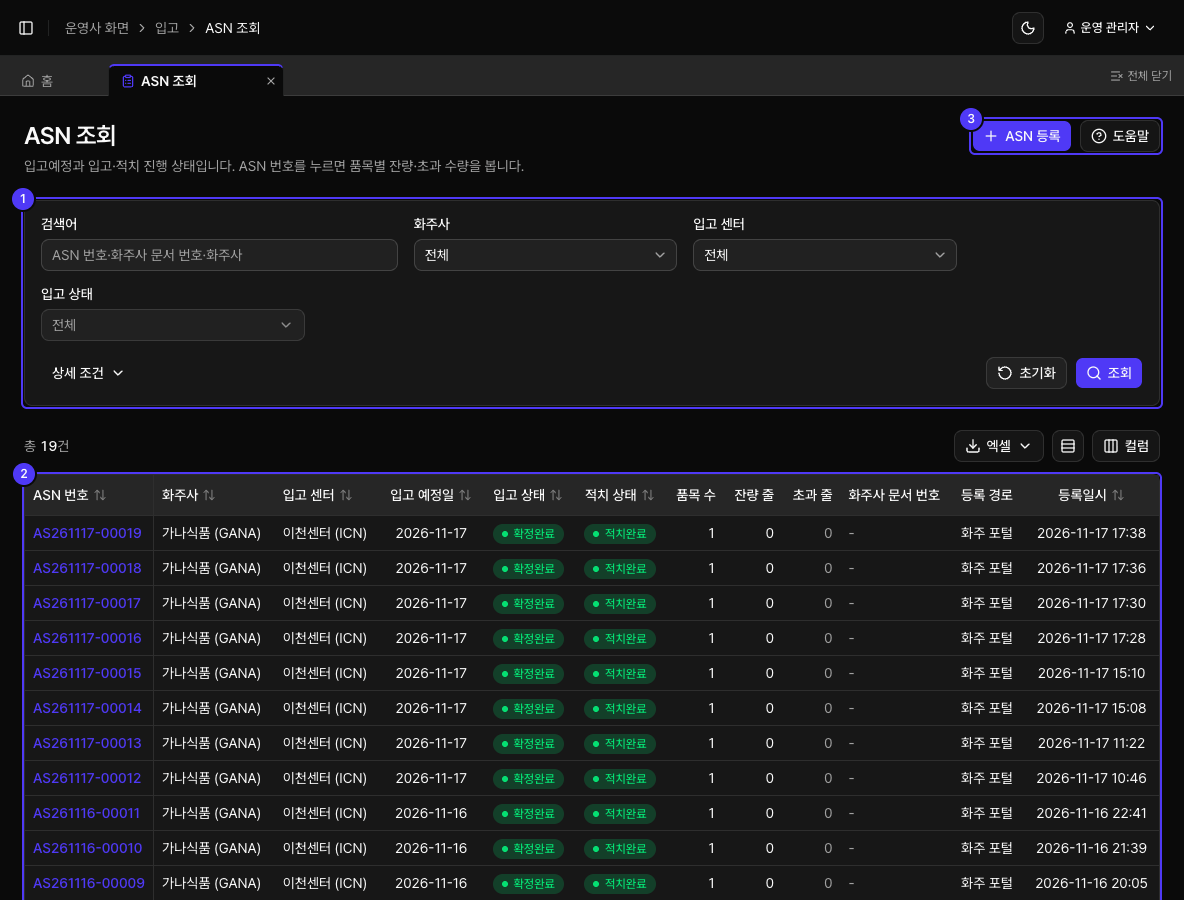 운영사 화면 > 입고 > ASN 조회
운영 관리자
홈
ASN 조회
전체 닫기
ASN 조회
3
ASN 등록
도움말
입고예정과 입고·적치 진행 상태입니다. ASN 번호를 누르면 품목별 잔량·초과 수량을 봅니다.
1
검색어 화주사 입고 센터
ASN 번호·화주사 문서 번호·화주사 전체 전체
입고 상태
전체
상세 조건 초기화 조회
총 19건 엑셀 컬럼
2
ASN 번호 화주사 입고 센터 입고 예정일 입고 상태 적치 상태 품목 수 잔량 줄 초과 줄 화주사 문서 번호 등록 경로 등록일시
AS261117-00019 가나식품 (GANA) 이천센터 (ICN) 2026-11-17 확정완료 적치완료 1 0 0 - 화주 포털 2026-11-17 17:38
AS261117-00018 가나식품 (GANA) 이천센터 (ICN) 2026-11-17 확정완료 적치완료 1 0 0 - 화주 포털 2026-11-17 17:36
AS261117-00017 가나식품 (GANA) 이천센터 (ICN) 2026-11-17 확정완료 적치완료 1 0 0 - 화주 포털 2026-11-17 17:30
AS261117-00016 가나식품 (GANA) 이천센터 (ICN) 2026-11-17 확정완료 적치완료 1 0 0 - 화주 포털 2026-11-17 17:28
AS261117-00015 가나식품 (GANA) 이천센터 (ICN) 2026-11-17 확정완료 적치완료 1 0 0 - 화주 포털 2026-11-17 15:10
AS261117-00014 가나식품 (GANA) 이천센터 (ICN) 2026-11-17 확정완료 적치완료 1 0 0 - 화주 포털 2026-11-17 15:08
AS261117-00013 가나식품 (GANA) 이천센터 (ICN) 2026-11-17 확정완료 적치완료 1 0 0 - 화주 포털 2026-11-17 11:22
AS261117-00012 가나식품 (GANA) 이천센터 (ICN) 2026-11-17 확정완료 적치완료 1 0 0 - 화주 포털 2026-11-17 10:46
AS261116-00011 가나식품 (GANA) 이천센터 (ICN) 2026-11-16 확정완료 적치완료 1 0 0 - 화주 포털 2026-11-16 22:41
AS261116-00010 가나식품 (GANA) 이천센터 (ICN) 2026-11-16 확정완료 적치완료 1 0 0 - 화주 포털 2026-11-16 21:39
AS261116-00009 가나식품 (GANA) 이천센터 (ICN) 2026-11-16 확정완료 적치완료 1 0 0 - 화주 포털 2026-11-16 20:05